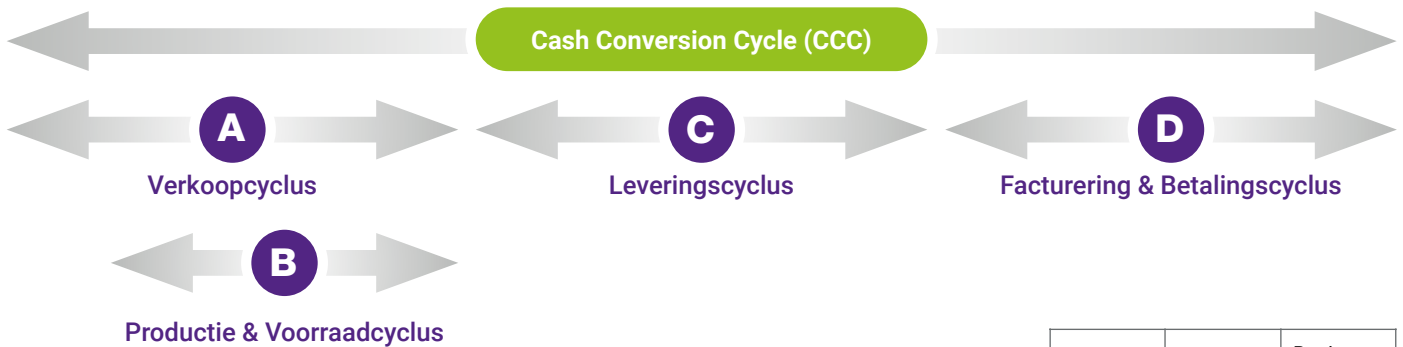 Cash Conversion Cycle (CCC)
A
C
D
Verkoopcyclus
Leveringscyclus
Facturering & Betalingscyclus
B
Productie & Voorraadcyclus